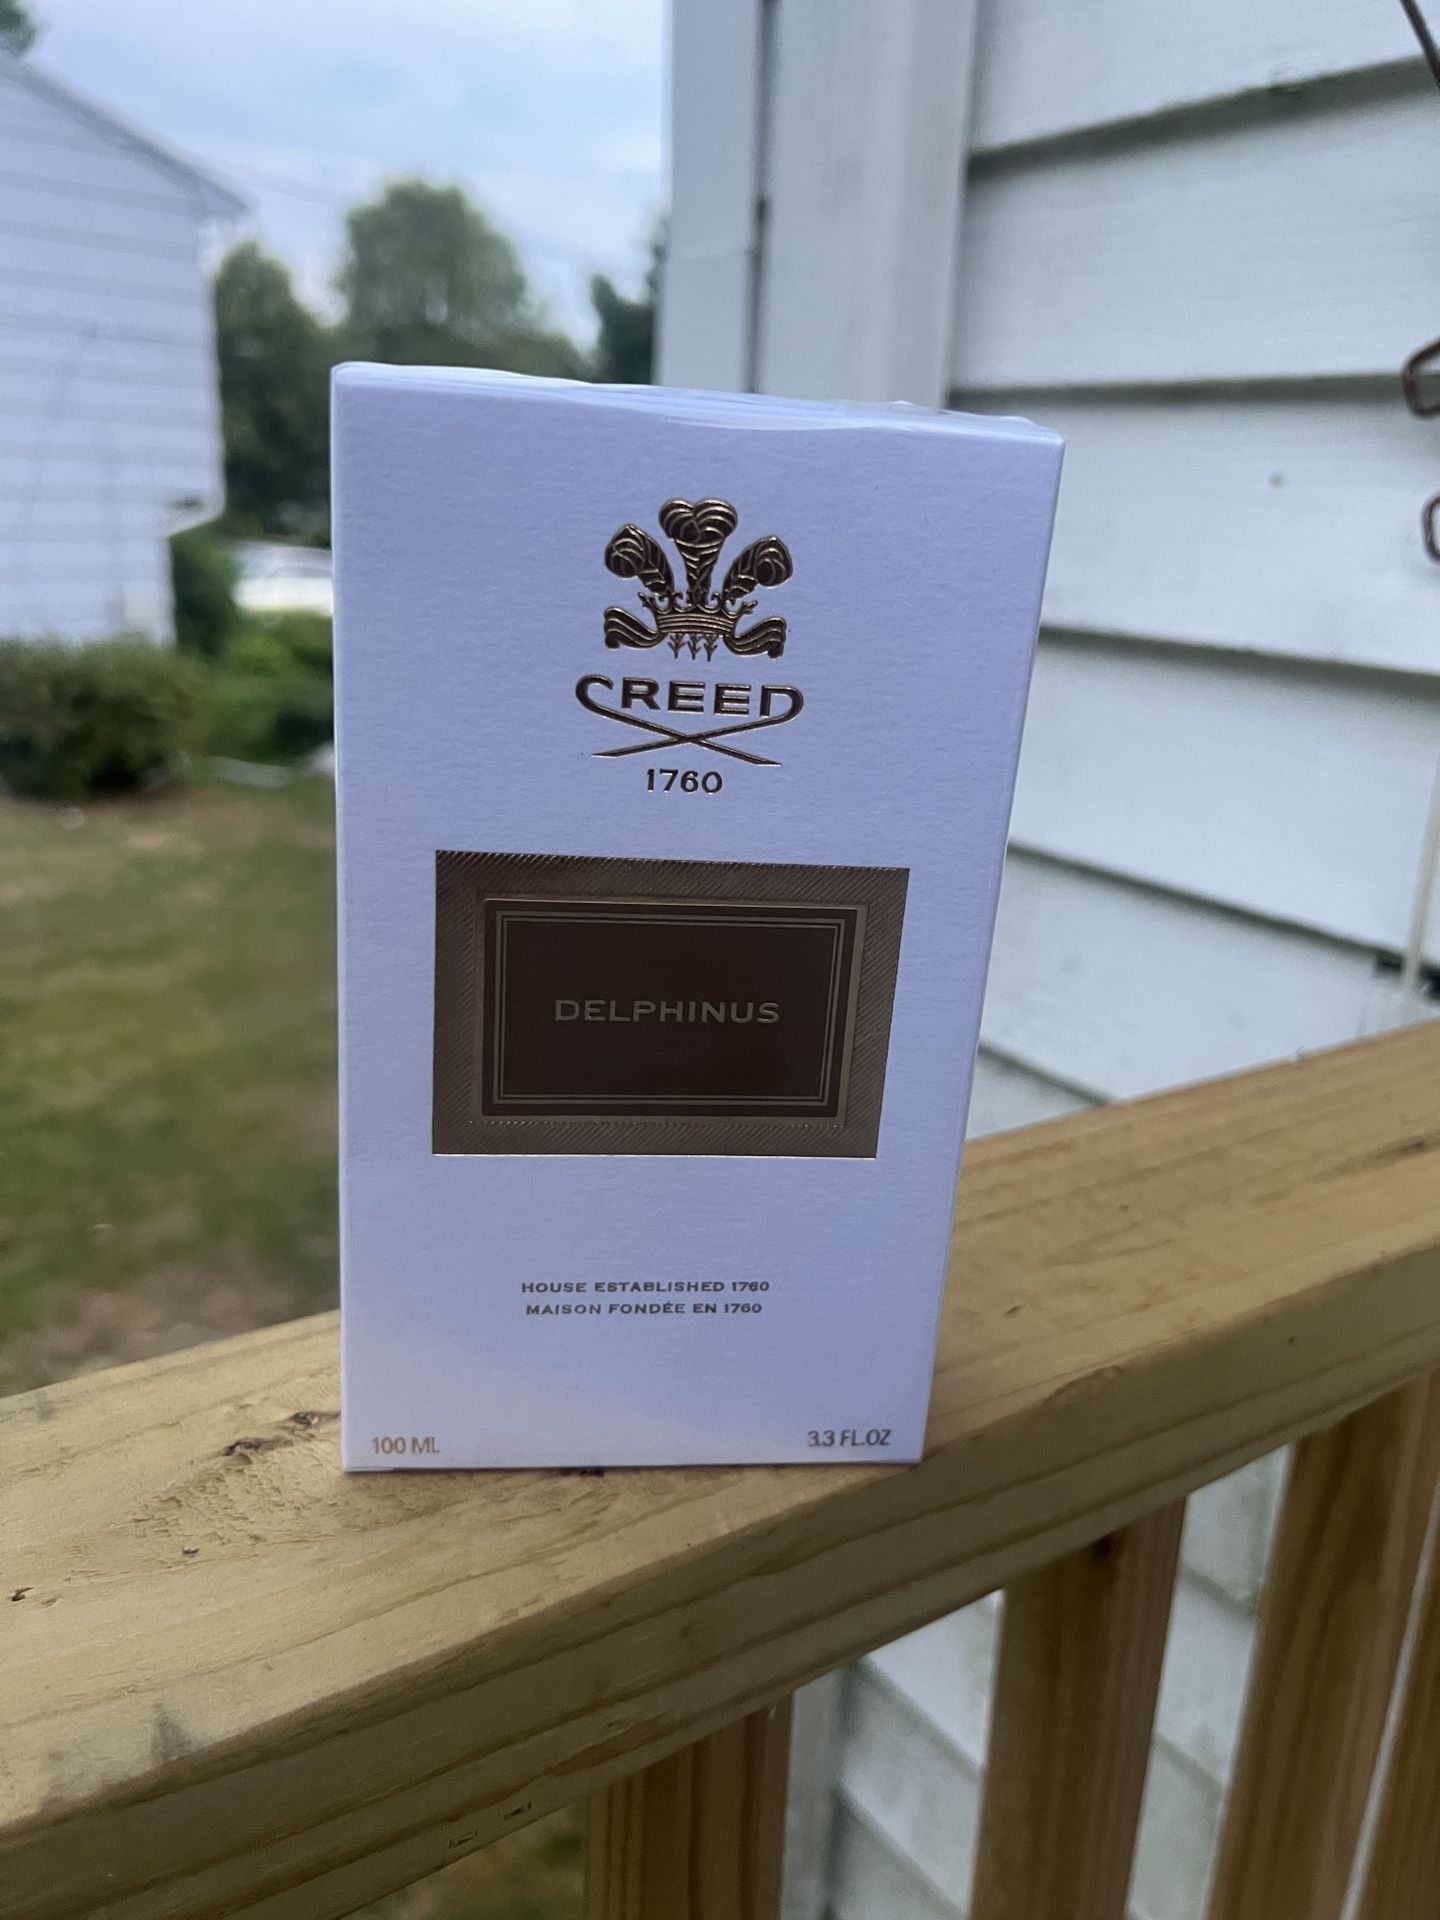 CREED
1760
DELPHINUS
HOUSE ESTABLISHED 1760
MAISON FONDÉE EN 1760
100 ML
3.3 FL.OZ